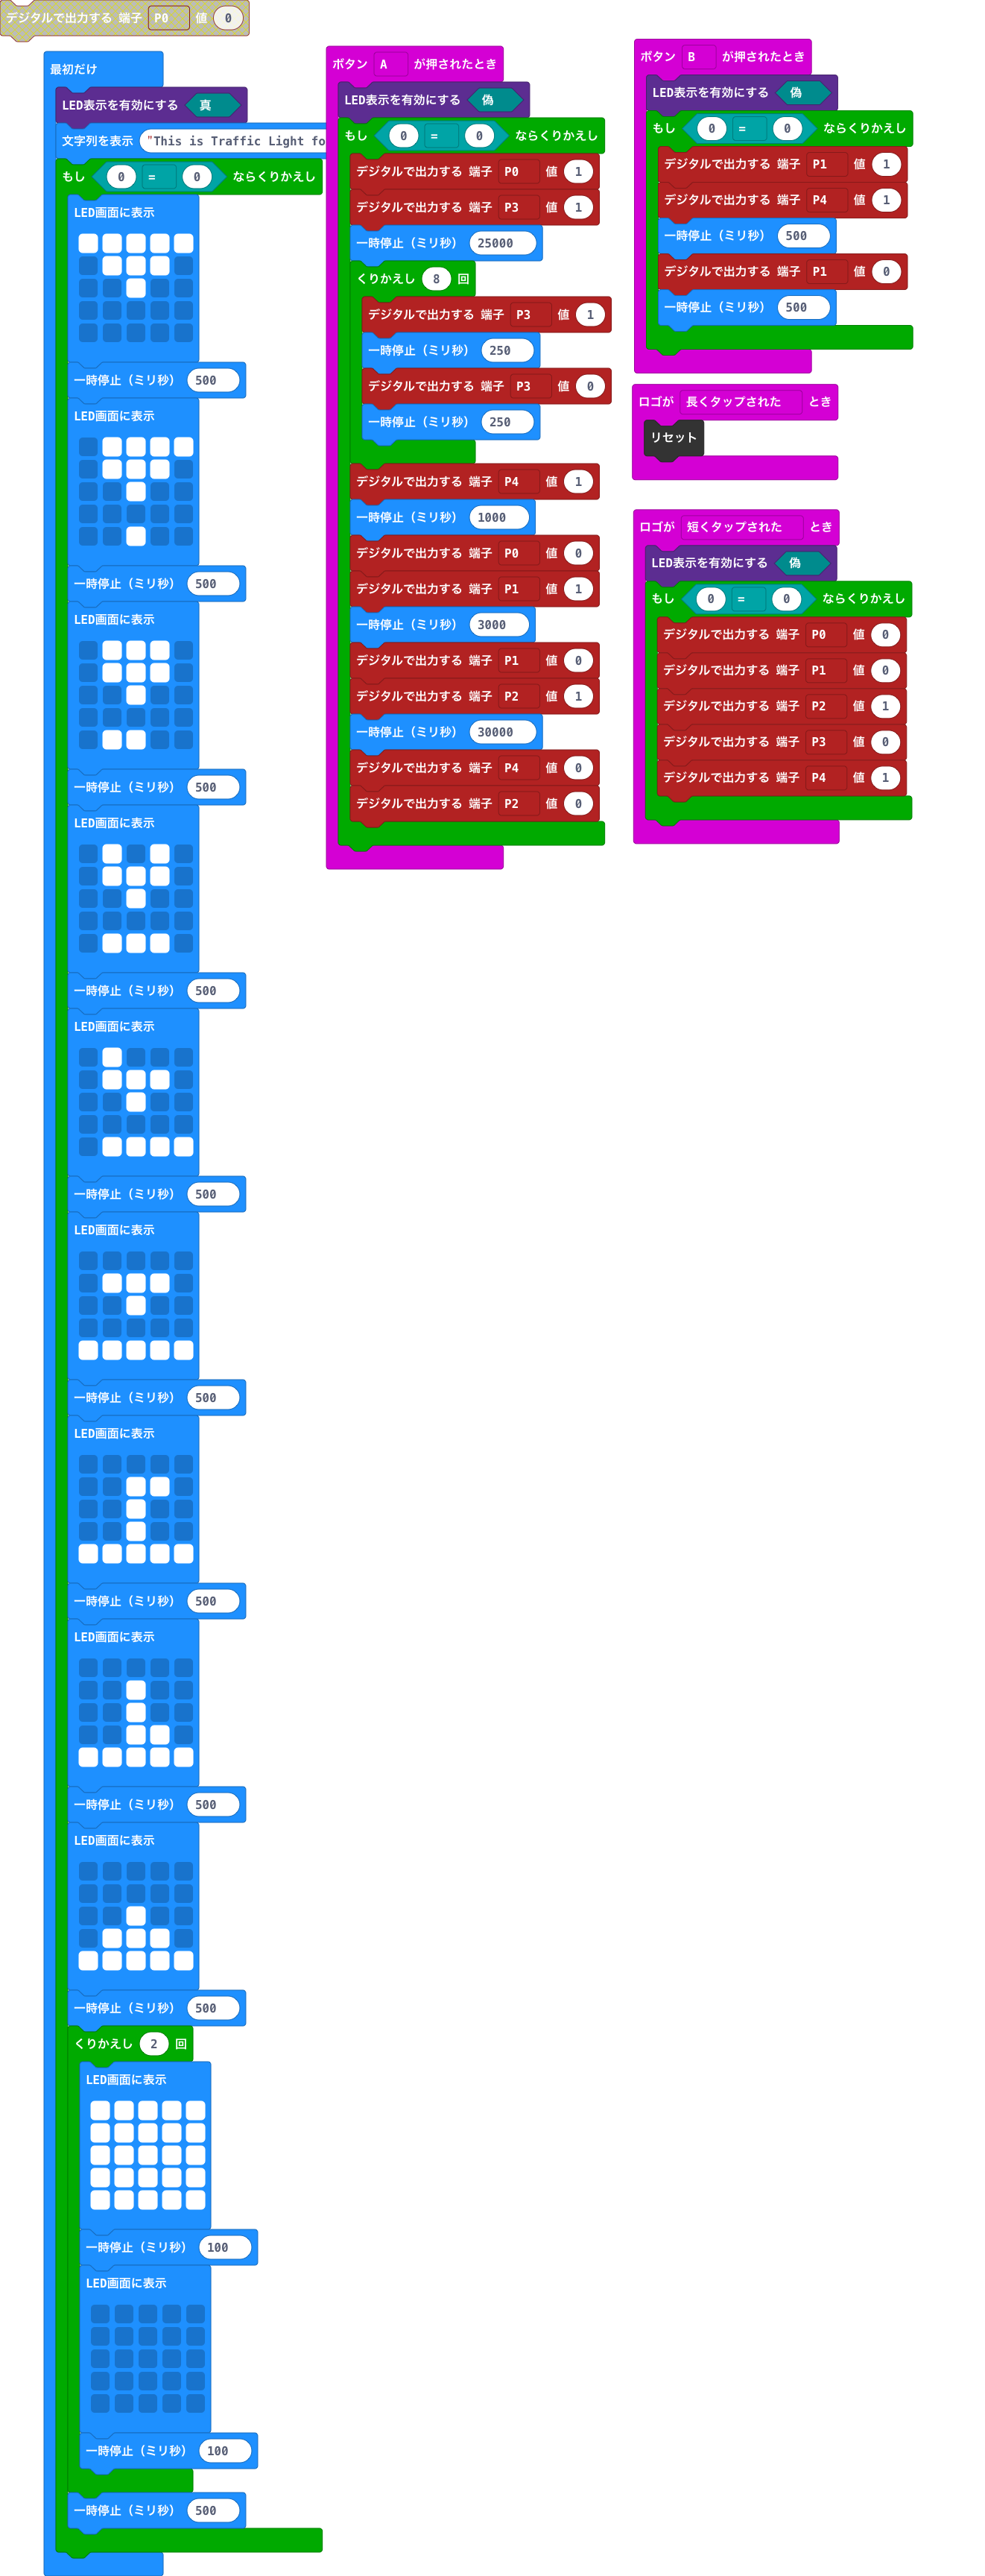 デジタルで出力する 端子 P0 値 0
最初だけ
LED表示を有効にする 真
文字列を表示 "This is Traffic Light fo
もし 0 = 0 ならくりかえし
LED画面に表示
一時停止（ミリ秒） 500
LED画面に表示
一時停止（ミリ秒） 500
LED画面に表示
一時停止（ミリ秒） 500
LED画面に表示
一時停止（ミリ秒） 500
LED画面に表示
一時停止（ミリ秒） 500
LED画面に表示
一時停止（ミリ秒） 500
LED画面に表示
一時停止（ミリ秒） 500
LED画面に表示
一時停止（ミリ秒） 500
LED画面に表示
一時停止（ミリ秒） 500
くりかえし 2 回
LED画面に表示
一時停止（ミリ秒） 100
LED画面に表示
一時停止（ミリ秒） 100
一時停止（ミリ秒） 500
ボタン A が押されたとき
LED表示を有効にする 偽
もし 0 = 0 ならくりかえし
デジタルで出力する 端子 P0 値 1
デジタルで出力する 端子 P3 値 1
一時停止（ミリ秒） 25000
くりかえし 8 回
デジタルで出力する 端子 P3 値 1
一時停止（ミリ秒） 250
デジタルで出力する 端子 P3 値 0
一時停止（ミリ秒） 250
デジタルで出力する 端子 P4 値 1
一時停止（ミリ秒） 1000
デジタルで出力する 端子 P0 値 0
デジタルで出力する 端子 P1 値 1
一時停止（ミリ秒） 3000
デジタルで出力する 端子 P1 値 0
デジタルで出力する 端子 P2 値 1
一時停止（ミリ秒） 30000
デジタルで出力する 端子 P4 値 0
デジタルで出力する 端子 P2 値 0
ボタン B が押されたとき
LED表示を有効にする 偽
もし 0 = 0 ならくりかえし
デジタルで出力する 端子 P1 値 1
デジタルで出力する 端子 P4 値 1
一時停止（ミリ秒） 500
デジタルで出力する 端子 P1 値 0
一時停止（ミリ秒） 500
ロゴが 長くタップされた とき
リセット
ロゴが 短くタップされた とき
LED表示を有効にする 偽
もし 0 = 0 ならくりかえし
デジタルで出力する 端子 P0 値 0
デジタルで出力する 端子 P1 値 0
デジタルで出力する 端子 P2 値 1
デジタルで出力する 端子 P3 値 0
デジタルで出力する 端子 P4 値 1